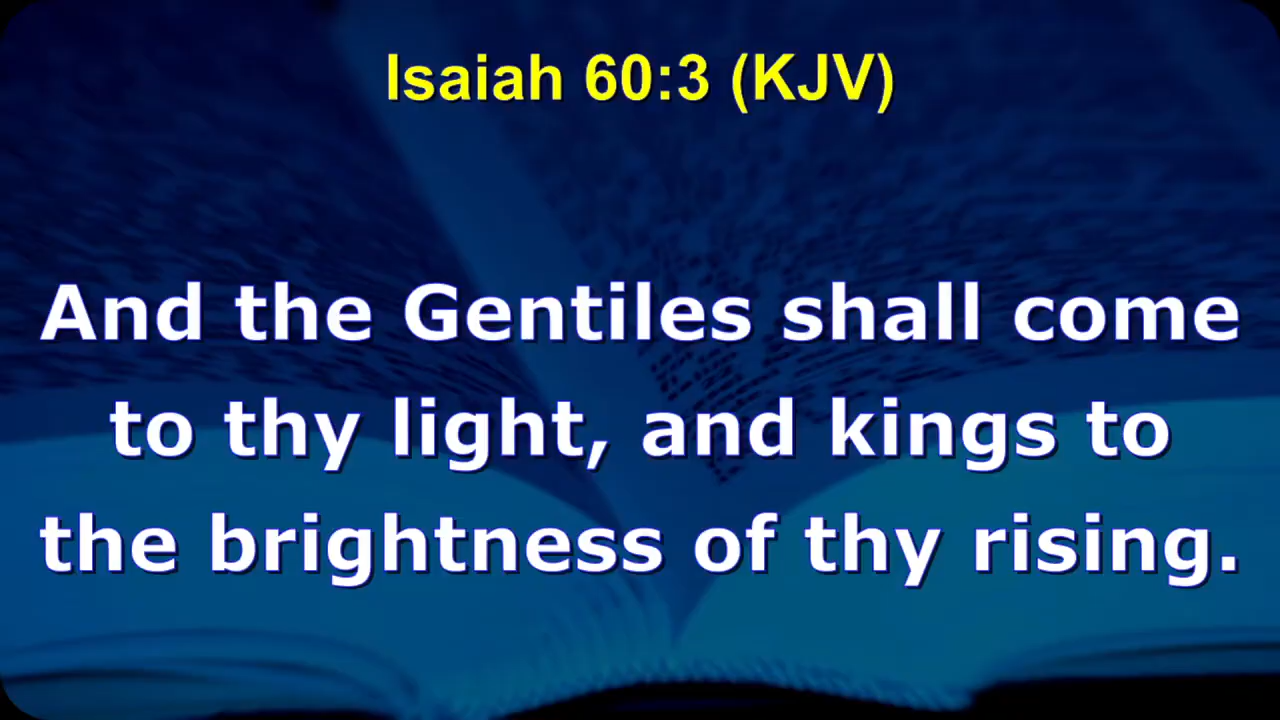 Isaiah 60:3 (KJV)
And the Gentiles shall come
to thy light, and kings to
the brightness of thy rising.